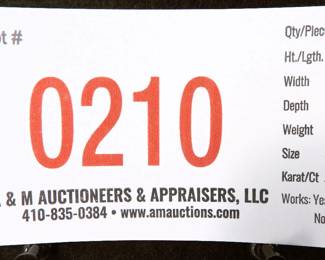 ot #
0210
& M AUCTIONEERS & APPRAISERS, LLC
410-835-0384 • www.amauctions.com
Qty/Piec
Ht./Lgth.
Width
Depth
Weight
Size
Karat/Ct
Works: Yes
No